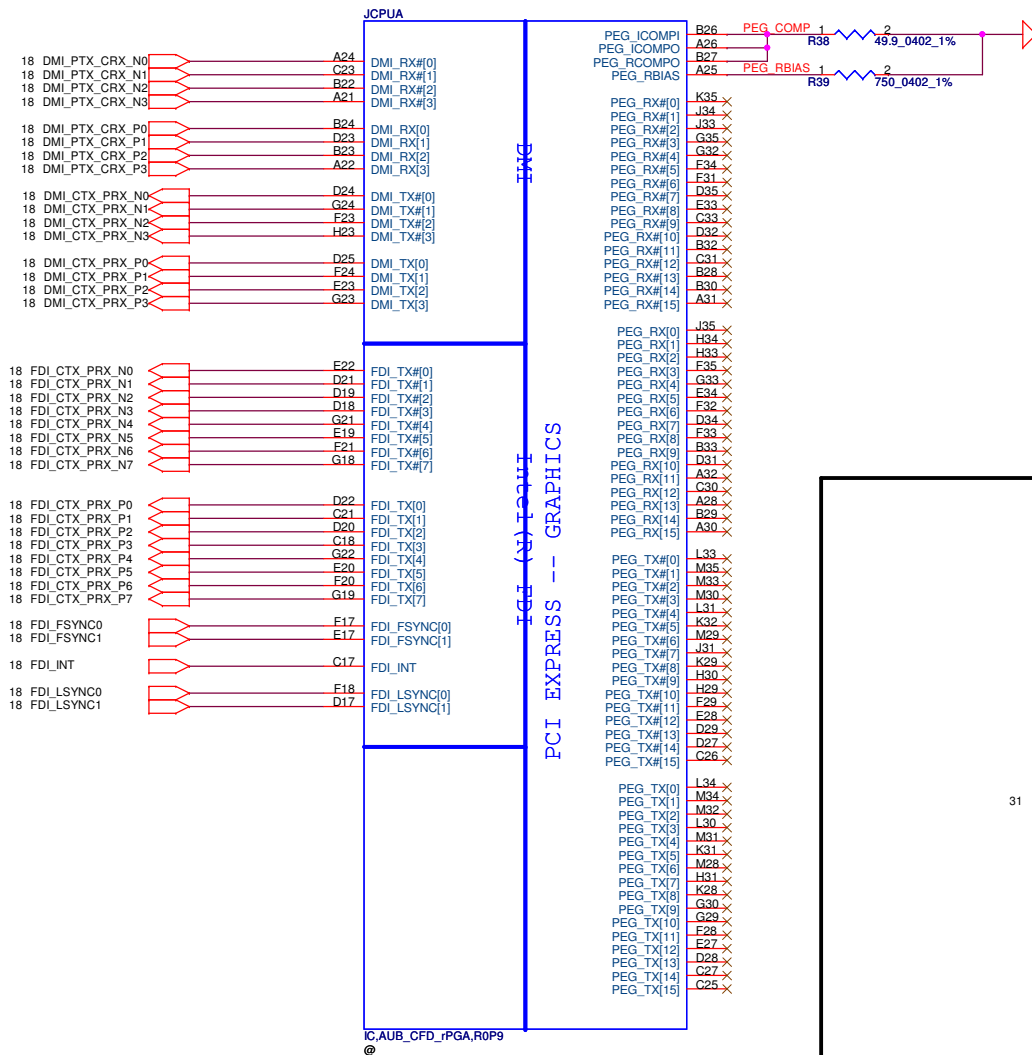 JCPUA
18 DMI_PTX_CRX_N0 A24 DMI_RX#[0]
18 DMI_PTX_CRX_N1 C23 DMI_RX#[1]
18 DMI_PTX_CRX_N2 B22 DMI_RX#[2]
18 DMI_PTX_CRX_N3 A21 DMI_RX#[3]
18 DMI_PTX_CRX_P0 B24 DMI_RX[0]
18 DMI_PTX_CRX_P1 D23 DMI_RX[1]
18 DMI_PTX_CRX_P2 B23 DMI_RX[2]
18 DMI_PTX_CRX_P3 A22 DMI_RX[3]
18 DMI_CTX_PRX_N0 D24 DMI_TX#[0]
18 DMI_CTX_PRX_N1 G24 DMI_TX#[1]
18 DMI_CTX_PRX_N2 F23 DMI_TX#[2]
18 DMI_CTX_PRX_N3 H23 DMI_TX#[3]
18 DMI_CTX_PRX_P0 D25 DMI_TX[0]
18 DMI_CTX_PRX_P1 F24 DMI_TX[1]
18 DMI_CTX_PRX_P2 E23 DMI_TX[2]
18 DMI_CTX_PRX_P3 G23 DMI_TX[3]
18 FDI_CTX_PRX_N0 E22 FDI_TX#[0]
18 FDI_CTX_PRX_N1 D21 FDI_TX#[1]
18 FDI_CTX_PRX_N2 D19 FDI_TX#[2]
18 FDI_CTX_PRX_N3 D18 FDI_TX#[3]
18 FDI_CTX_PRX_N4 G21 FDI_TX#[4]
18 FDI_CTX_PRX_N5 E19 FDI_TX#[5]
18 FDI_CTX_PRX_N6 F21 FDI_TX#[6]
18 FDI_CTX_PRX_N7 G18 FDI_TX#[7]
18 FDI_CTX_PRX_P0 D22 FDI_TX[0]
18 FDI_CTX_PRX_P1 C21 FDI_TX[1]
18 FDI_CTX_PRX_P2 D20 FDI_TX[2]
18 FDI_CTX_PRX_P3 C18 FDI_TX[3]
18 FDI_CTX_PRX_P4 G22 FDI_TX[4]
18 FDI_CTX_PRX_P5 E20 FDI_TX[5]
18 FDI_CTX_PRX_P6 F20 FDI_TX[6]
18 FDI_CTX_PRX_P7 G19 FDI_TX[7]
18 FDI_FSYNC0 F17 FDI_FSYNC[0]
18 FDI_FSYNC1 E17 FDI_FSYNC[1]
18 FDI_INT C17 FDI_INT
18 FDI_LSYNC0 F18 FDI_LSYNC[0]
18 FDI_LSYNC1 D17 FDI_LSYNC[1]
DMI
Intel(R) FDI
PCI EXPRESS -- GRAPHICS
PEG_ICOMPI B26 PEG_COMP 1 R38 2 49.9_0402_1%
PEG_ICOMPO A26
PEG_RCOMPO B27
PEG_RBIAS A25 PEG_RBIAS 1 R39 2 750_0402_1%
PEG_RX#[0] K35
PEG_RX#[1] J34
PEG_RX#[2] J33
PEG_RX#[3] G35
PEG_RX#[4] G32
PEG_RX#[5] F34
PEG_RX#[6] F31
PEG_RX#[7] D35
PEG_RX#[8] E33
PEG_RX#[9] C33
PEG_RX#[10] D32
PEG_RX#[11] B32
PEG_RX#[12] C31
PEG_RX#[13] B28
PEG_RX#[14] B30
PEG_RX#[15] A31
PEG_RX[0] J35
PEG_RX[1] H34
PEG_RX[2] H33
PEG_RX[3] F35
PEG_RX[4] G33
PEG_RX[5] E34
PEG_RX[6] F32
PEG_RX[7] D34
PEG_RX[8] F33
PEG_RX[9] B33
PEG_RX[10] D31
PEG_RX[11] A32
PEG_RX[12] C30
PEG_RX[13] A28
PEG_RX[14] B29
PEG_RX[15] A30
PEG_TX#[0] L33
PEG_TX#[1] M35
PEG_TX#[2] M33
PEG_TX#[3] M30
PEG_TX#[4] L31
PEG_TX#[5] K32
PEG_TX#[6] M29
PEG_TX#[7] J31
PEG_TX#[8] K29
PEG_TX#[9] H30
PEG_TX#[10] H29
PEG_TX#[11] F29
PEG_TX#[12] E28
PEG_TX#[13] D29
PEG_TX#[14] D27
PEG_TX#[15] C26
PEG_TX[0] L34
PEG_TX[1] M34
PEG_TX[2] M32
PEG_TX[3] L30
PEG_TX[4] M31
PEG_TX[5] K31
PEG_TX[6] M28
PEG_TX[7] H31
PEG_TX[8] K28
PEG_TX[9] G30
PEG_TX[10] G29
PEG_TX[11] F28
PEG_TX[12] E27
PEG_TX[13] D28
PEG_TX[14] C27
PEG_TX[15] C25
31
IC,AUB_CFD_rPGA,R0P9
@